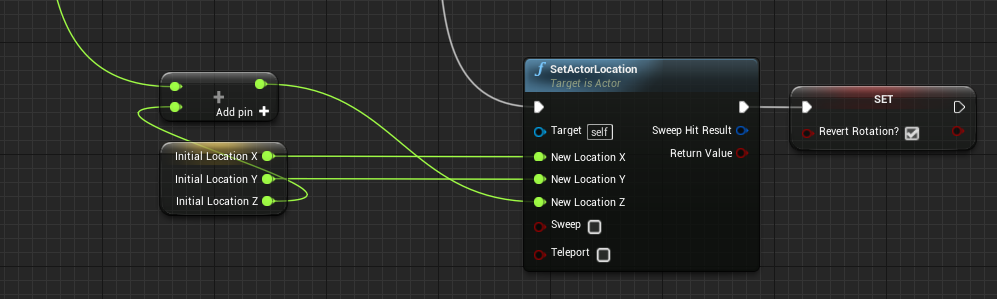 Add pin
Initial Location X
Initial Location Y
Initial Location Z
f SetActorLocation
Target is Actor
Target self
Sweep Hit Result
Return Value
New Location X
New Location Y
New Location Z
Sweep
Teleport
SET
Revert Rotation?